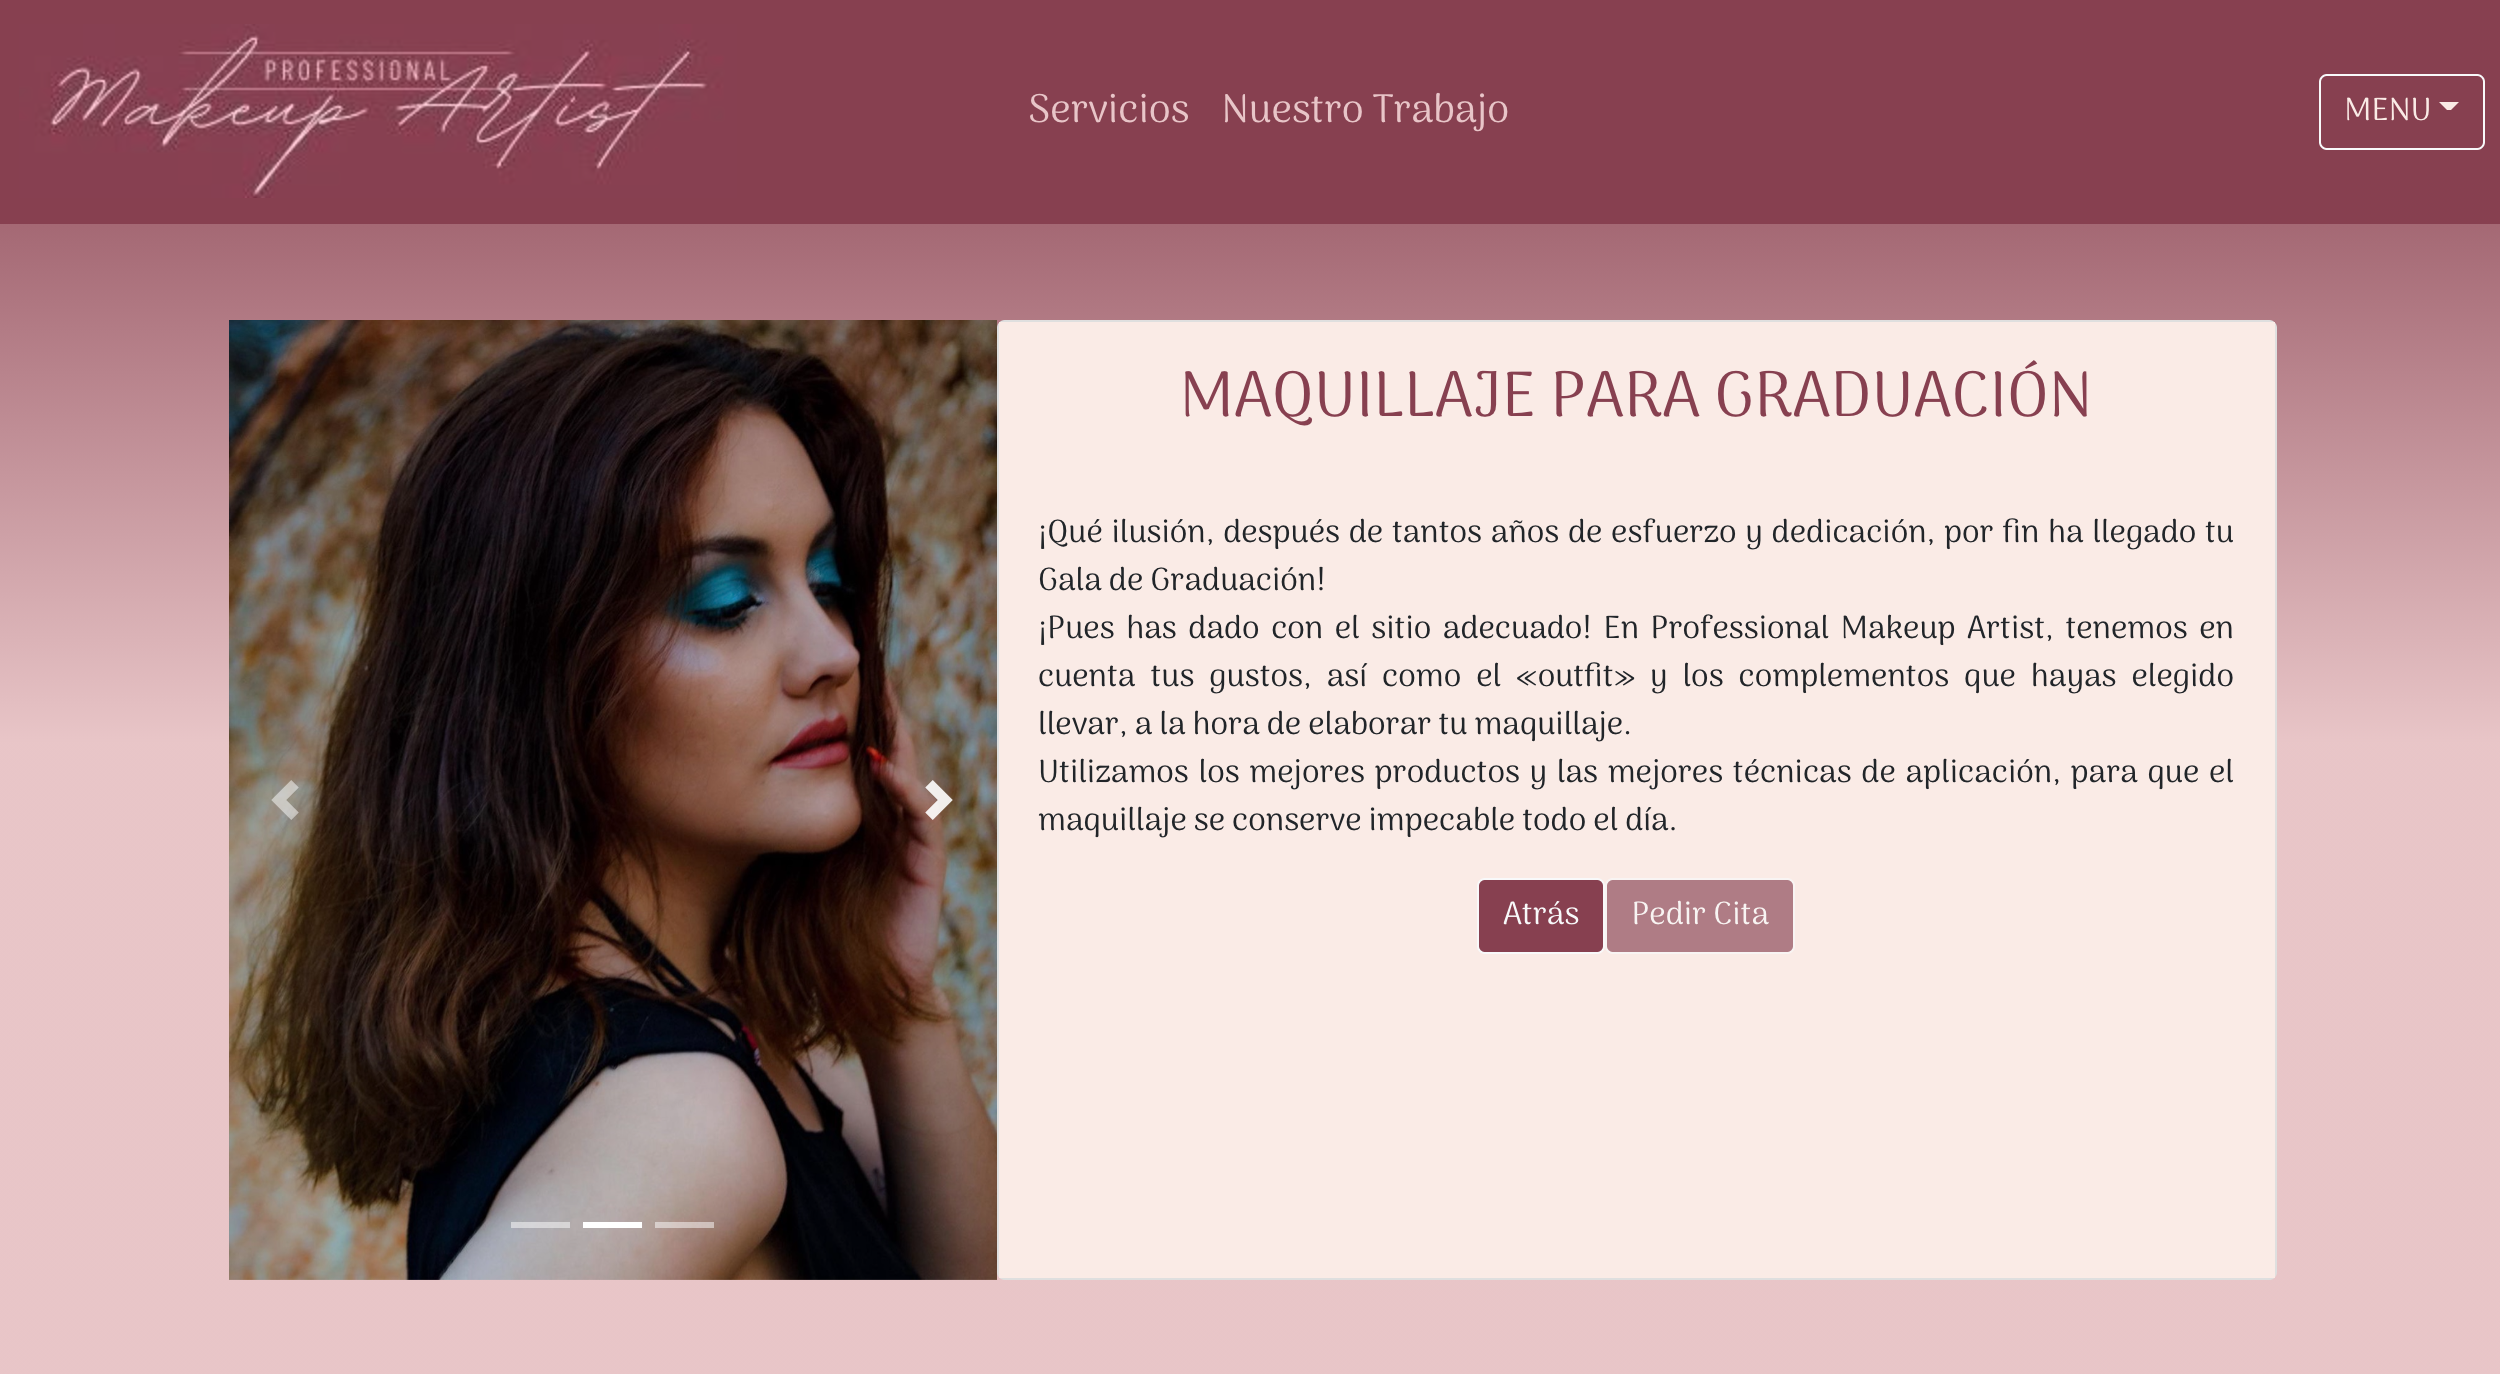 PROFESSIONAL
Makeup Artist
Servicios Nuestro Trabajo
MENU
MAQUILLAJE PARA GRADUACIÓN
¡Qué ilusión, después de tantos años de esfuerzo y dedicación, por fin ha llegado tu
Gala de Graduación!
¡Pues has dado con el sitio adecuado! En Professional Makeup Artist, tenemos en
cuenta tus gustos, así como el «outfit» y los complementos que hayas elegido
llevar, a la hora de elaborar tu maquillaje.
Utilizamos los mejores productos y las mejores técnicas de aplicación, para que el
maquillaje se conserve impecable todo el día.
Atrás Pedir Cita